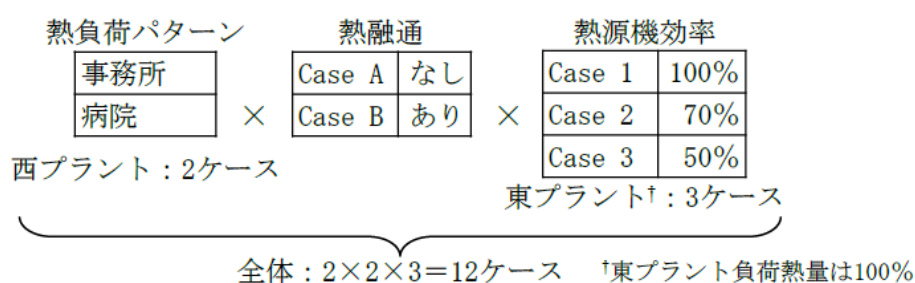 熱負荷パターン 熱融通 熱源機効率
事務所 Case A なし Case 1 100%
病院 × Case B あり × Case 2 70%
Case 3 50%
西プラント：2ケース
東プラント†：3ケース
全体：2×2×3＝12ケース †東プラント負荷熱量は100%